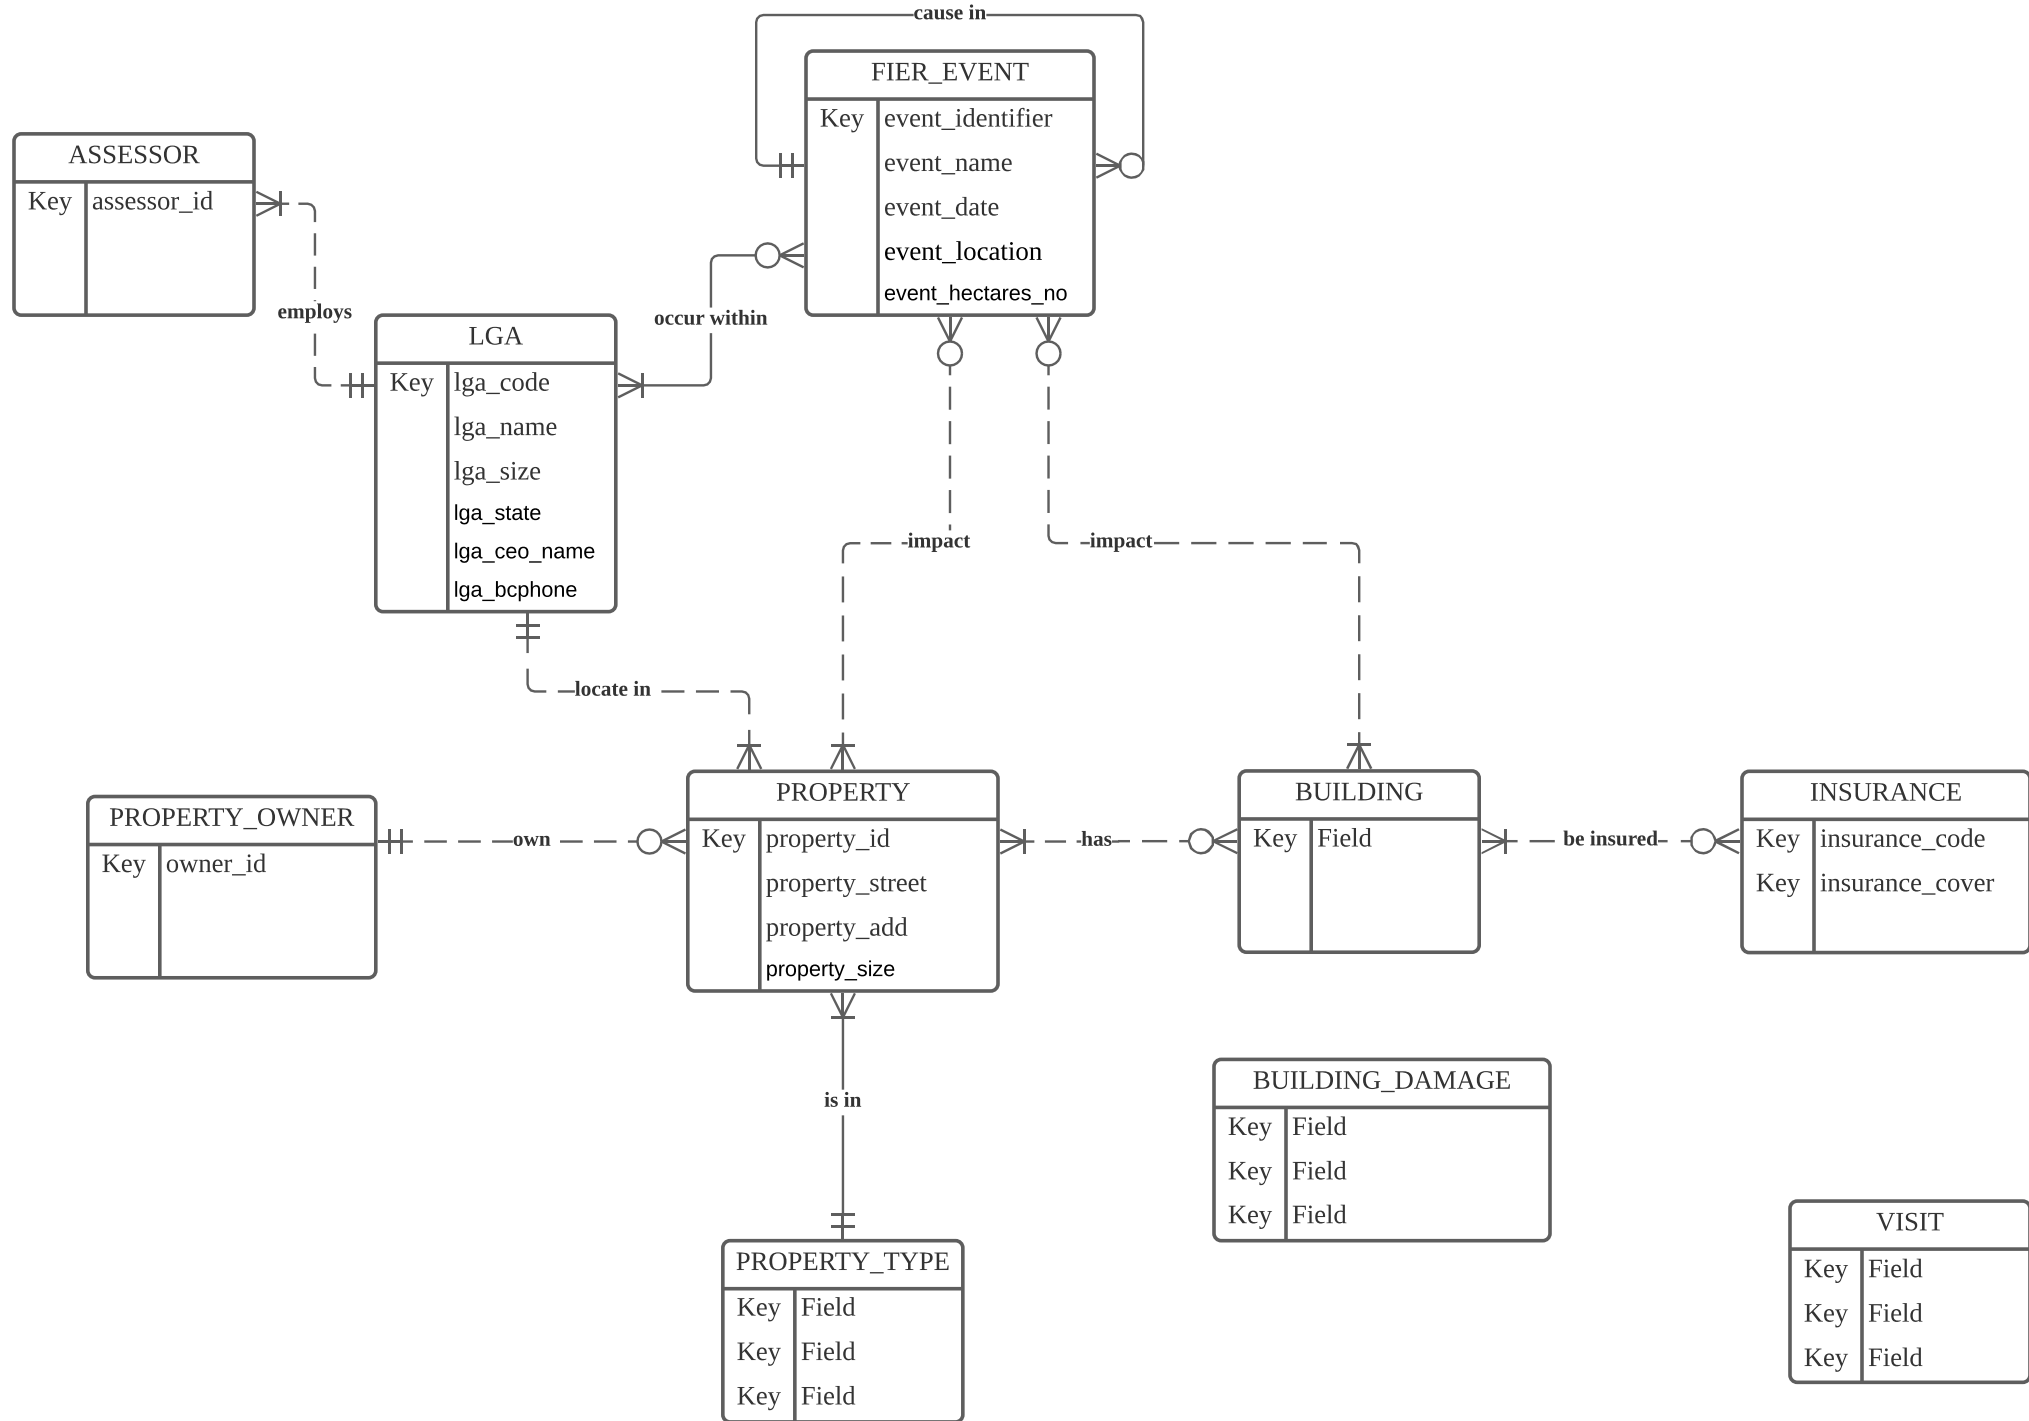 cause in
FIER_EVENT
Key event_identifier
event_name
event_date
event_location
event_hectares_no
ASSESSOR
Key assessor_id
employs
occur within
LGA
Key lga_code
lga_name
lga_size
lga_state
lga_ceo_name
lga_bcphone
impact
impact
locate in
PROPERTY_OWNER
Key owner_id
own
PROPERTY
Key property_id
property_street
property_add
property_size
has
BUILDING
Key Field
be insured
INSURANCE
Key insurance_code
Key insurance_cover
is in
BUILDING_DAMAGE
Key Field
Key Field
Key Field
PROPERTY_TYPE
Key Field
Key Field
Key Field
VISIT
Key Field
Key Field
Key Field